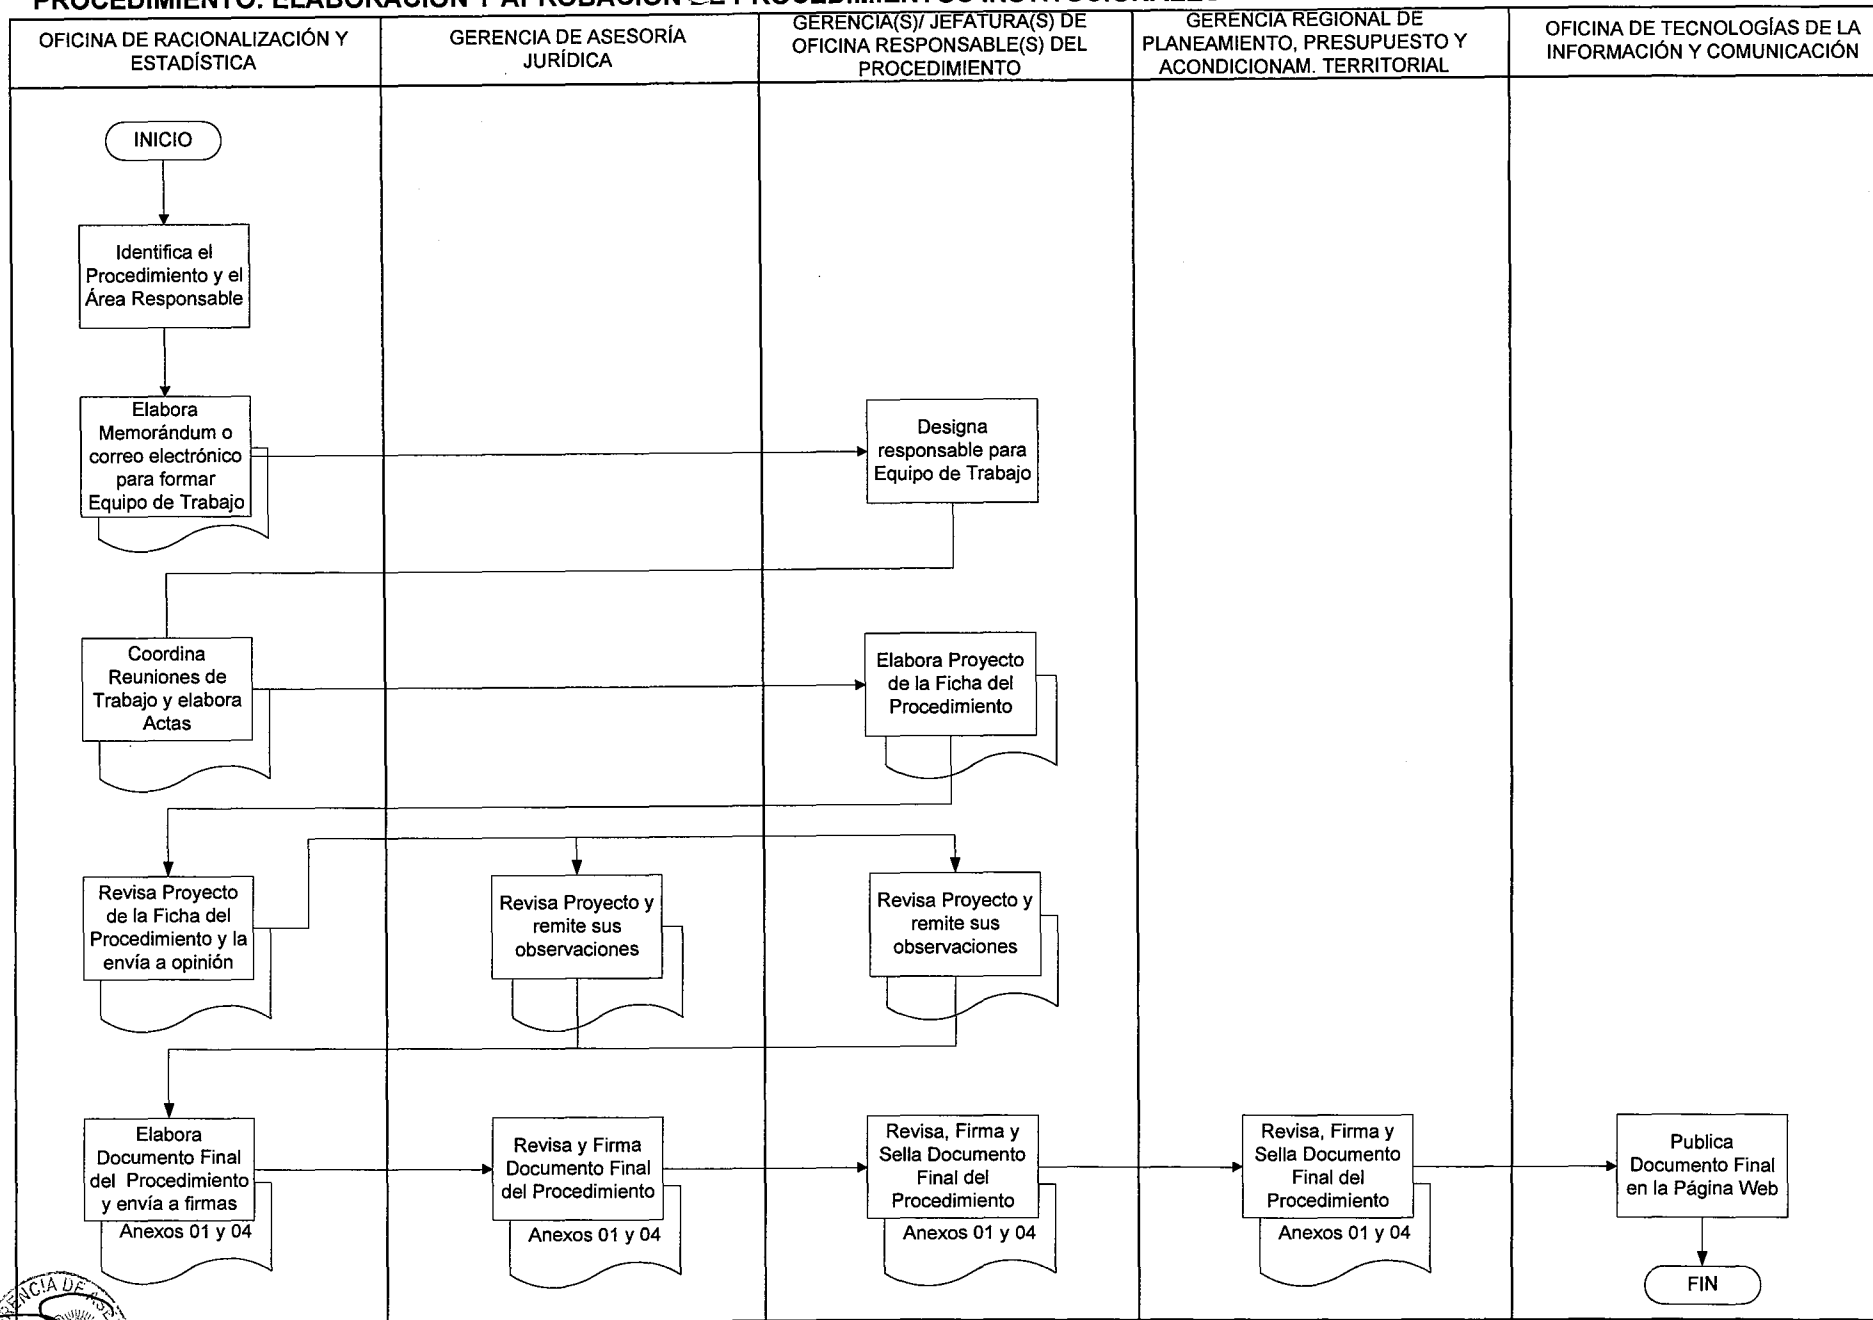 PROCEDIMIENTO: ELABORACIÓN Y APROBACIÓN DE PROCEDIMIENTOS INSTITUCIONALES
OFICINA DE RACIONALIZACIÓN Y
ESTADÍSTICA
GERENCIA DE ASESORÍA
JURÍDICA
GERENCIA(S)/ JEFATURA(S) DE
OFICINA RESPONSABLE(S) DEL
PROCEDIMIENTO
GERENCIA REGIONAL DE
PLANEAMIENTO, PRESUPUESTO Y
ACONDICIONAM. TERRITORIAL
OFICINA DE TECNOLOGÍAS DE LA
INFORMACIÓN Y COMUNICACIÓN
INICIO
Identifica el
Procedimiento y el
Área Responsable
Elabora
Memorándum o
correo electrónico
para formar
Equipo de Trabajo
Designa
responsable para
Equipo de Trabajo
Coordina
Reuniones de
Trabajo y elabora
Actas
Elabora Proyecto
de la Ficha del
Procedimiento
Revisa Proyecto
de la Ficha del
Procedimiento y la
envía a opinión
Revisa Proyecto y
remite sus
observaciones
Revisa Proyecto y
remite sus
observaciones
Elabora
Documento Final
del Procedimiento
y envía a firmas
Anexos 01 y 04
Revisa y Firma
Documento Final
del Procedimiento
Anexos 01 y 04
Revisa, Firma y
Sella Documento
Final del
Procedimiento
Anexos 01 y 04
Revisa, Firma y
Sella Documento
Final del
Procedimiento
Anexos 01 y 04
Publica
Documento Final
en la Página Web
FIN